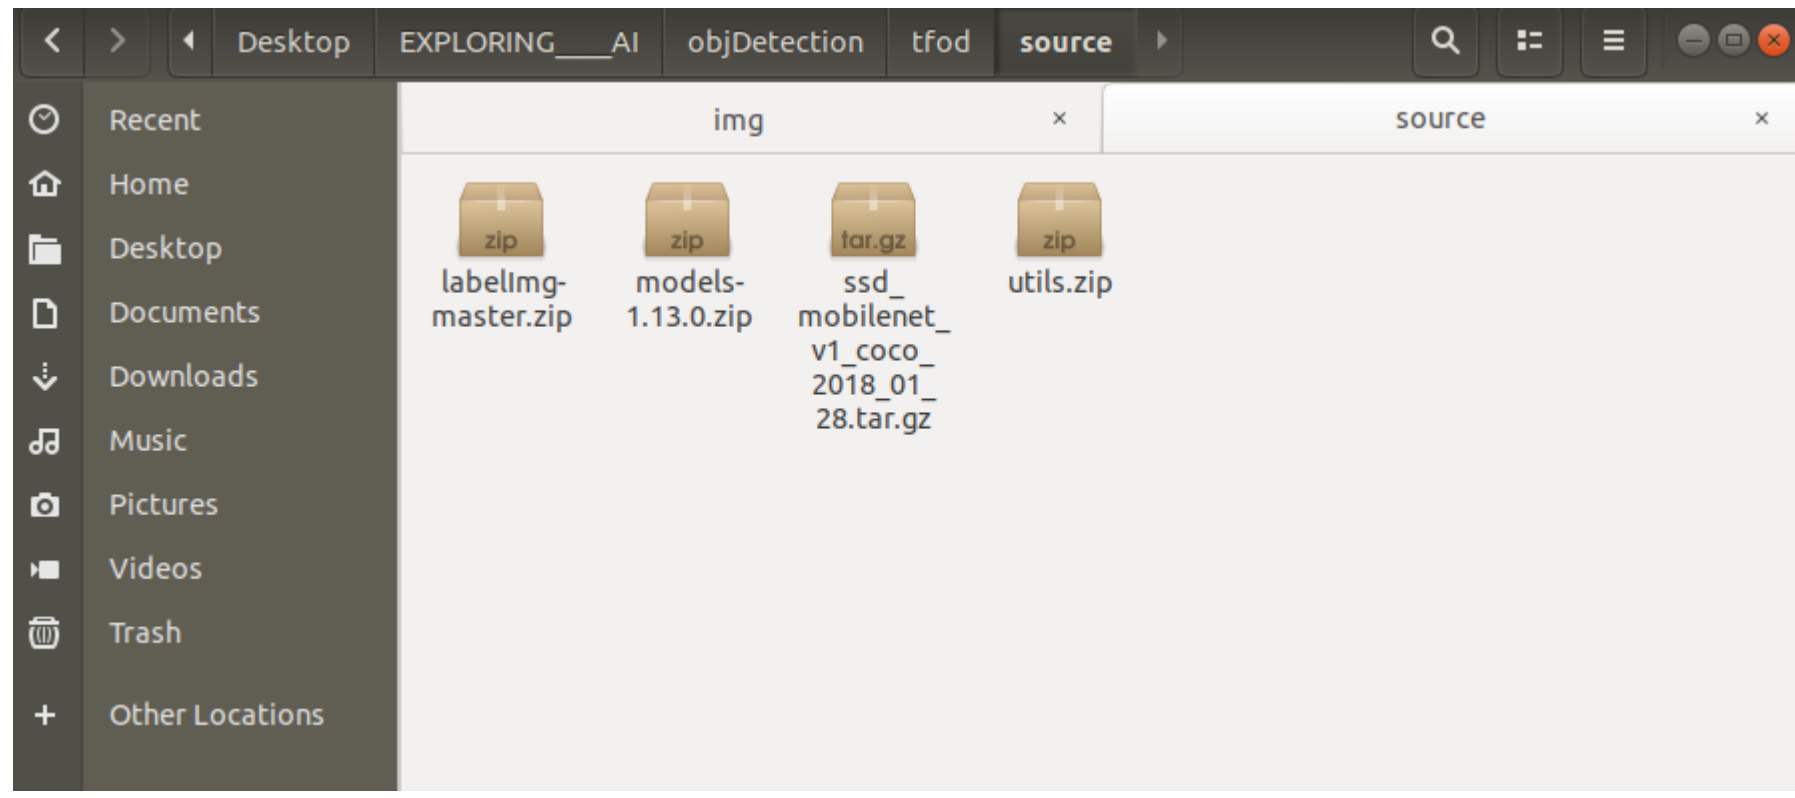 Desktop EXPLORING____AI objDetection tfod source
Recent
Home
Desktop
Documents
Downloads
Music
Pictures
Videos
Trash
Other Locations
img × source ×
zip
labelImg-
master.zip
zip
models-
1.13.0.zip
tar.gz
ssd_
mobilenet_
v1_coco_
2018_01_
28.tar.gz
zip
utils.zip